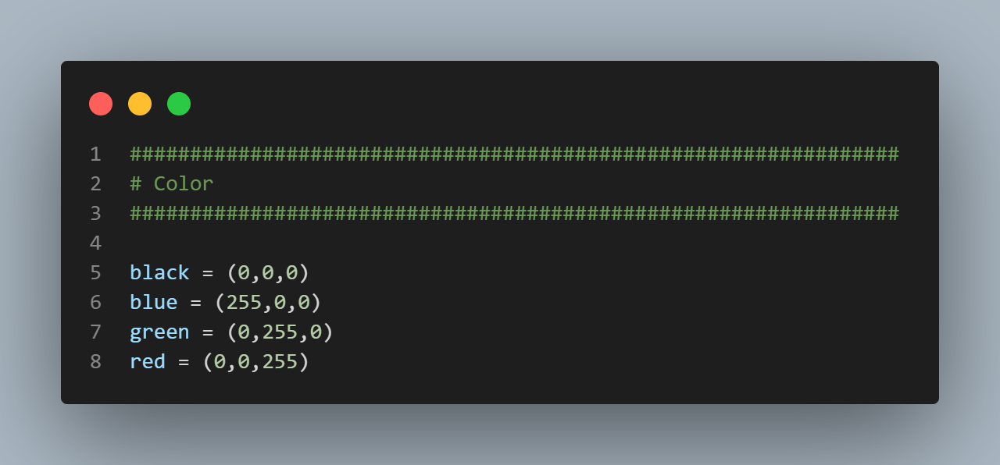 1 ################################################################
2 # Color
3 ################################################################
4
5 black = (0,0,0)
6 blue = (255,0,0)
7 green = (0,255,0)
8 red = (0,0,255)